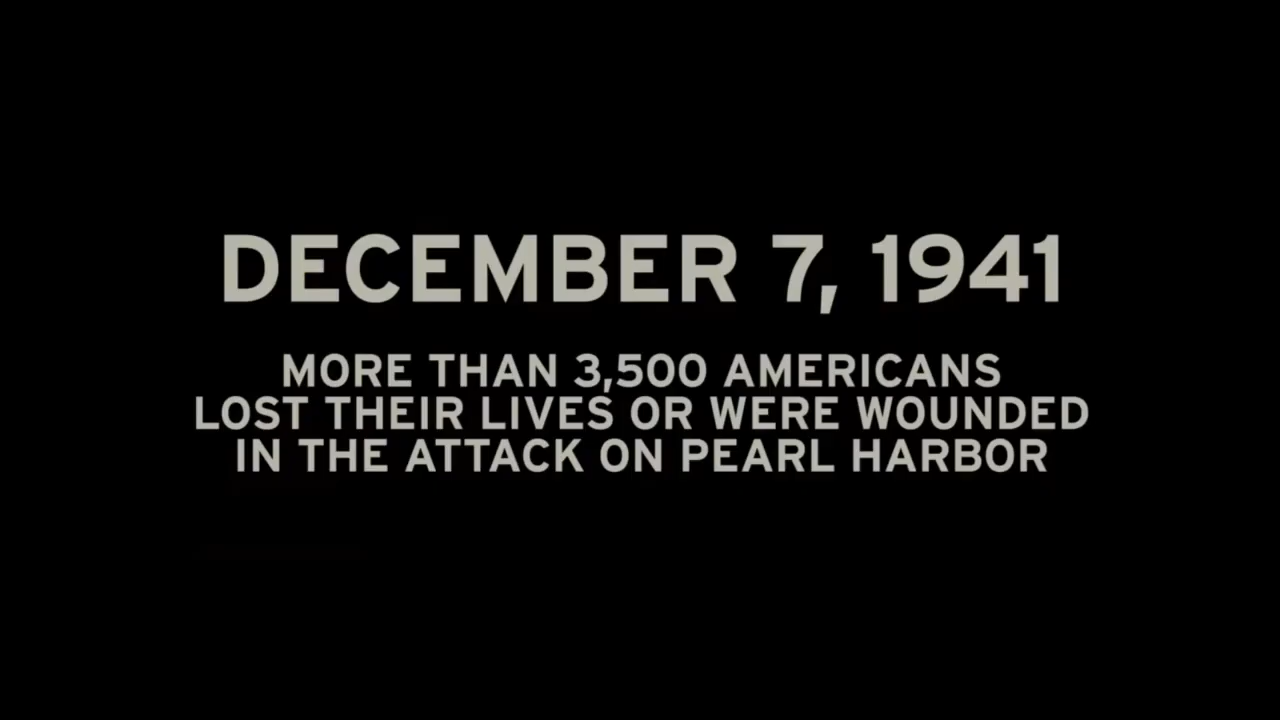 DECEMBER 7, 1941
MORE THAN 3,500 AMERICANS
LOST THEIR LIVES OR WERE WOUNDED
IN THE ATTACK ON PEARL HARBOR